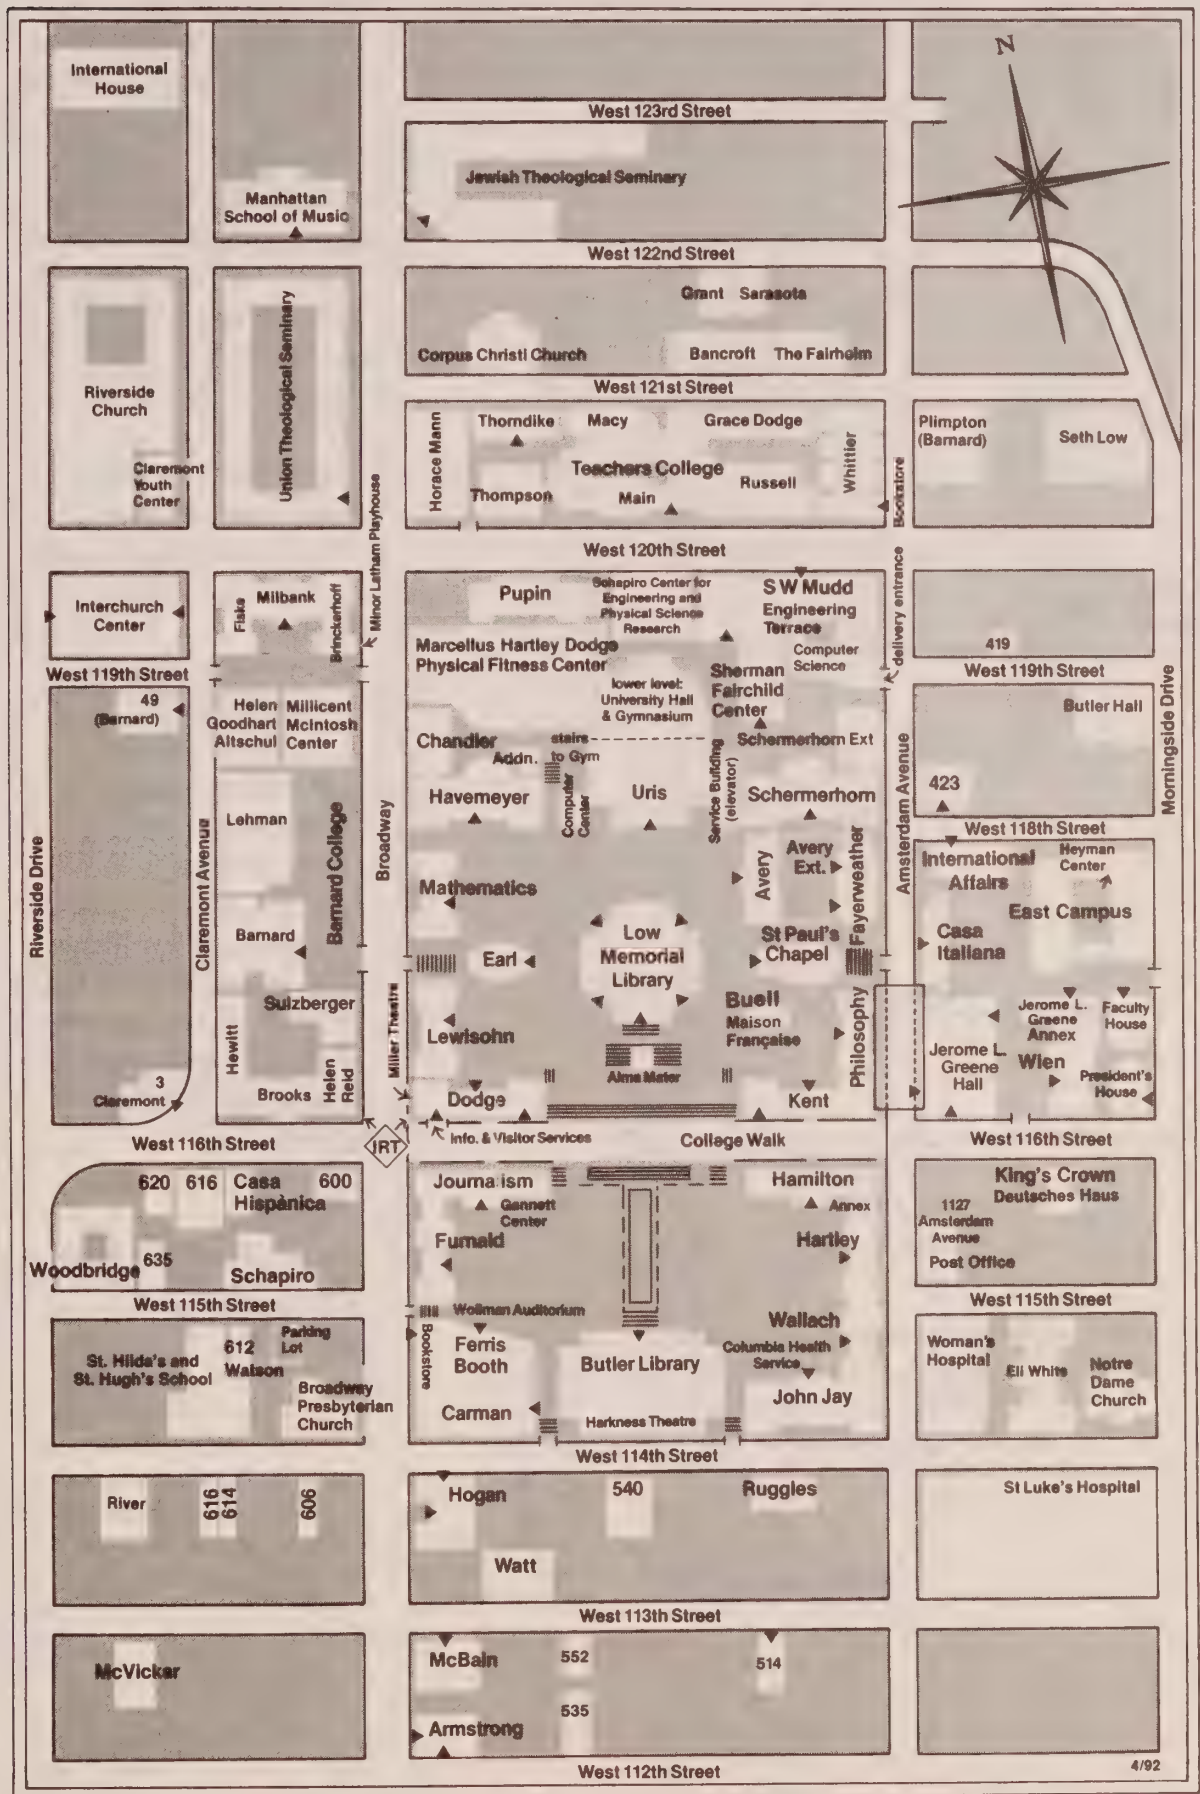 N
International
House
West 123rd Street
Jewish Theological Seminary
Manhattan
School of Music
West 122nd Street
Grant
Sarasota
Corpus Christi Church
Bancroft
The Fairholm
West 121st Street
Riverside
Church
Claremont
Youth
Center
Union Theological Seminary
Minor Latham Playhouse
Horace Mann
Thorndike
Macy
Grace Dodge
Teachers College
Thompson
Main
Russell
Whittier
Bookstore
Plimpton
(Barnard)
Seth Low
West 120th Street
Interchurch
Center
Fiske
Milbank
Brinckerhoff
Pupin
Schapiro Center for
Engineering and
Physical Science
Research
S W Mudd
Engineering
Terrace
Computer
Science
delivery entrance
419
Marcellus Hartley Dodge
Physical Fitness Center
lower level:
University Hall
& Gymnasium
Sherman
Fairchild
Center
West 119th Street
West 119th Street
49
(Barnard)
Helen
Goodhart
Altschul
Millicent
McIntosh
Center
Chandler
Addn.
stairs
to Gym
Schermerhorn Ext
Butler Hall
Morningside Drive
Havemeyer
Computer
Center
Uris
Service Building
(elevator)
Schermerhorn
Amsterdam Avenue
423
West 118th Street
Riverside Drive
Claremont Avenue
Lehman
Barnard College
Broadway
Mathematics
Avery
Avery
Ext.
Fayerweather
International
Affairs
Heyman
Center
East Campus
Barnard
Earl
Low
Memorial
Library
St Paul's
Chapel
Casa
Italiana
Sulzberger
Hewitt
Brooks
Helen
Reid
Miller Theatre
Lewisohn
Buell
Maison
Française
Philosophy
Jerome L.
Greene
Annex
Faculty
House
Jerome L.
Greene
Hall
Wien
President's
House
3
Claremont
Alma Mater
Dodge
Kent
West 116th Street
IRT
Info. & Visitor Services
College Walk
West 116th Street
620
616
Casa
Hispànica
600
Woodbridge
635
Schapiro
Journalism
Gannett
Center
Furnald
Hamilton
Annex
Hartley
King's Crown
Deutsches Haus
1127
Amsterdam
Avenue
Post Office
West 115th Street
Wollman Auditorium
West 115th Street
St. Hilda's and
St. Hugh's School
612
Watson
Parking
Lot
Broadway
Presbyterian
Church
Bookstore
Ferris
Booth
Carman
Butler Library
Harkness Theatre
Wallach
Columbia Health
Service
John Jay
Woman's
Hospital
Eli White
Notre
Dame
Church
West 114th Street
River
616
614
606
Hogan
540
Ruggles
Watt
St Luke's Hospital
West 113th Street
McVickar
McBain
552
514
535
Armstrong
West 112th Street
4/92